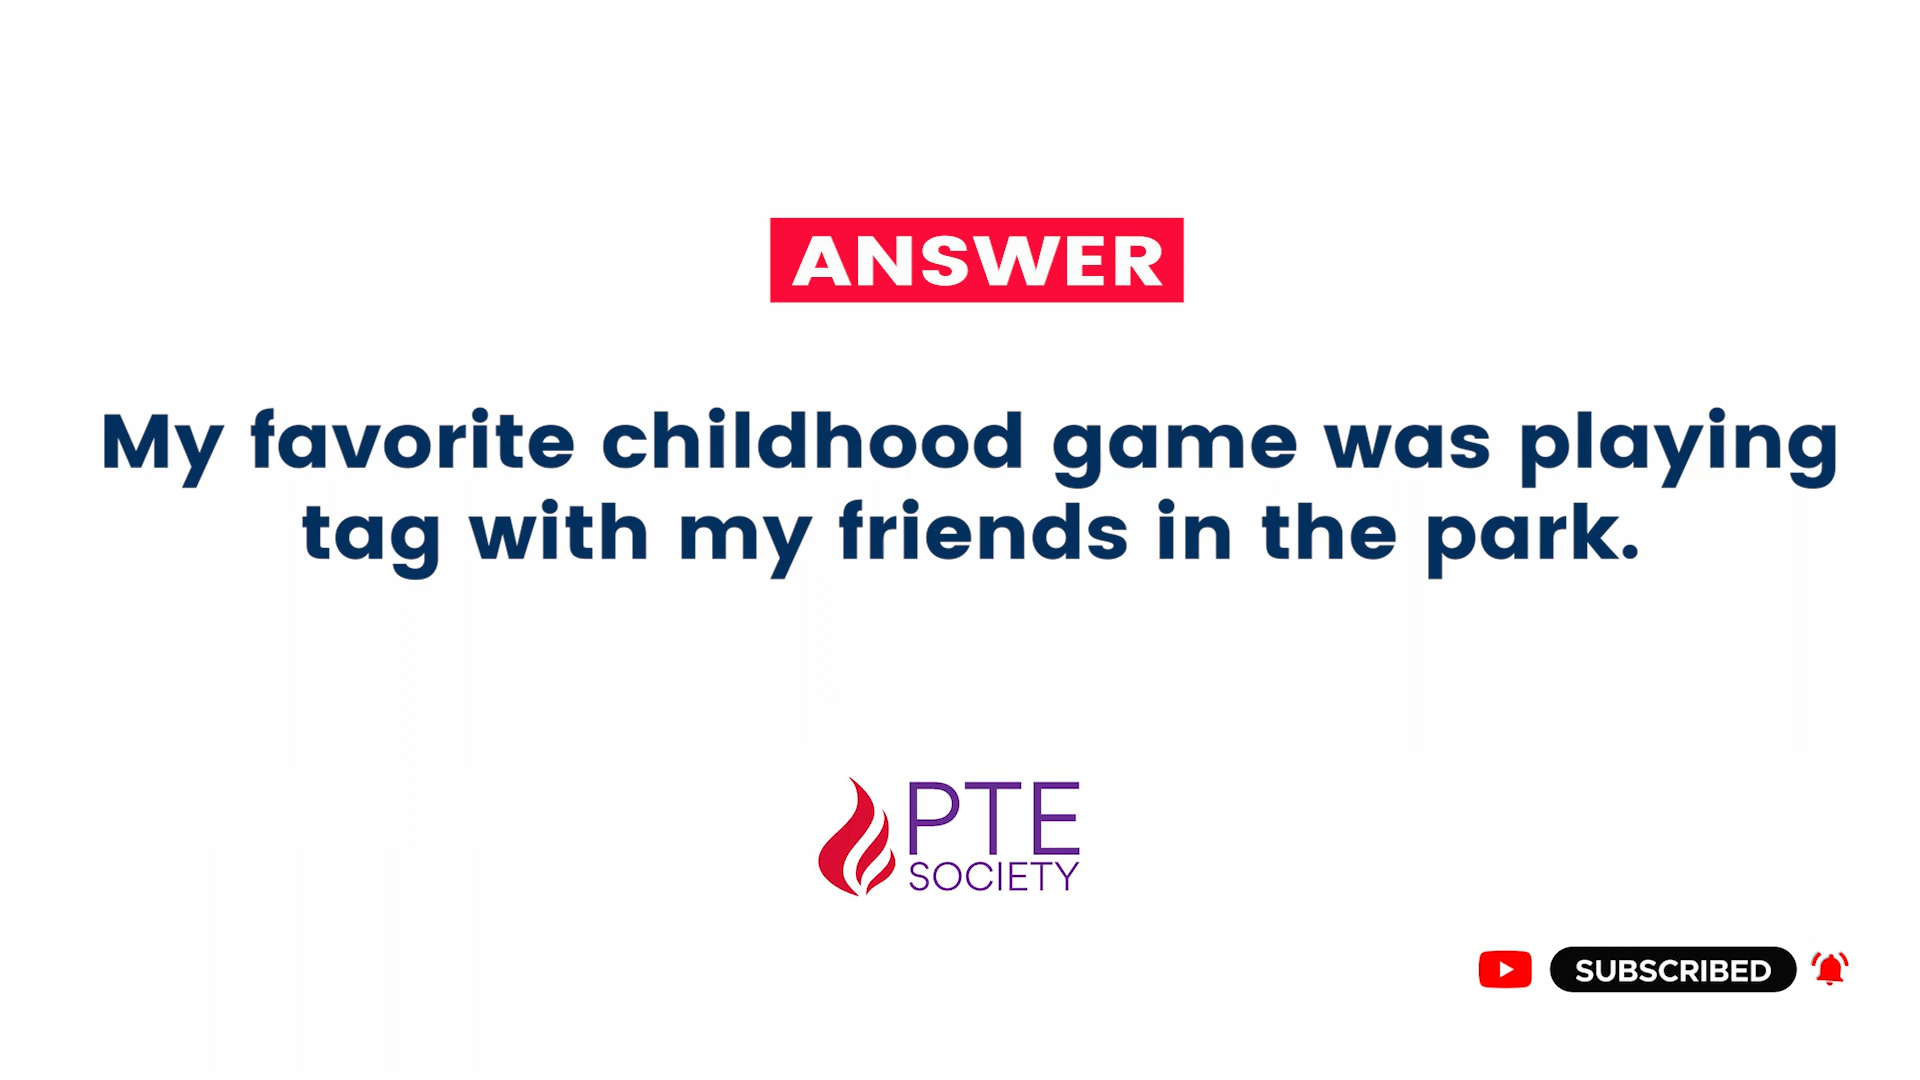 ANSWER
My favorite childhood game was playing
tag with my friends in the park.
PTE
SOCIETY
SUBSCRIBED